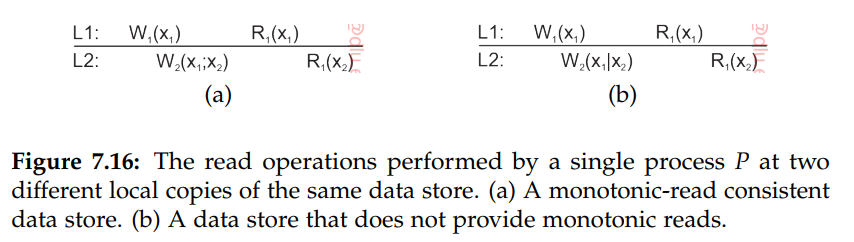 L1: W₁(x₁) R₁(x₁) L1: W₁(x₁) R₁(x₁)
L2: W₂(x₁;x₂) R₁(x₂) L2: W₂(x₁|x₂) R₁(x₂)
(a) (b)
Figure 7.16: The read operations performed by a single process P at two
different local copies of the same data store. (a) A monotonic-read consistent
data store. (b) A data store that does not provide monotonic reads.